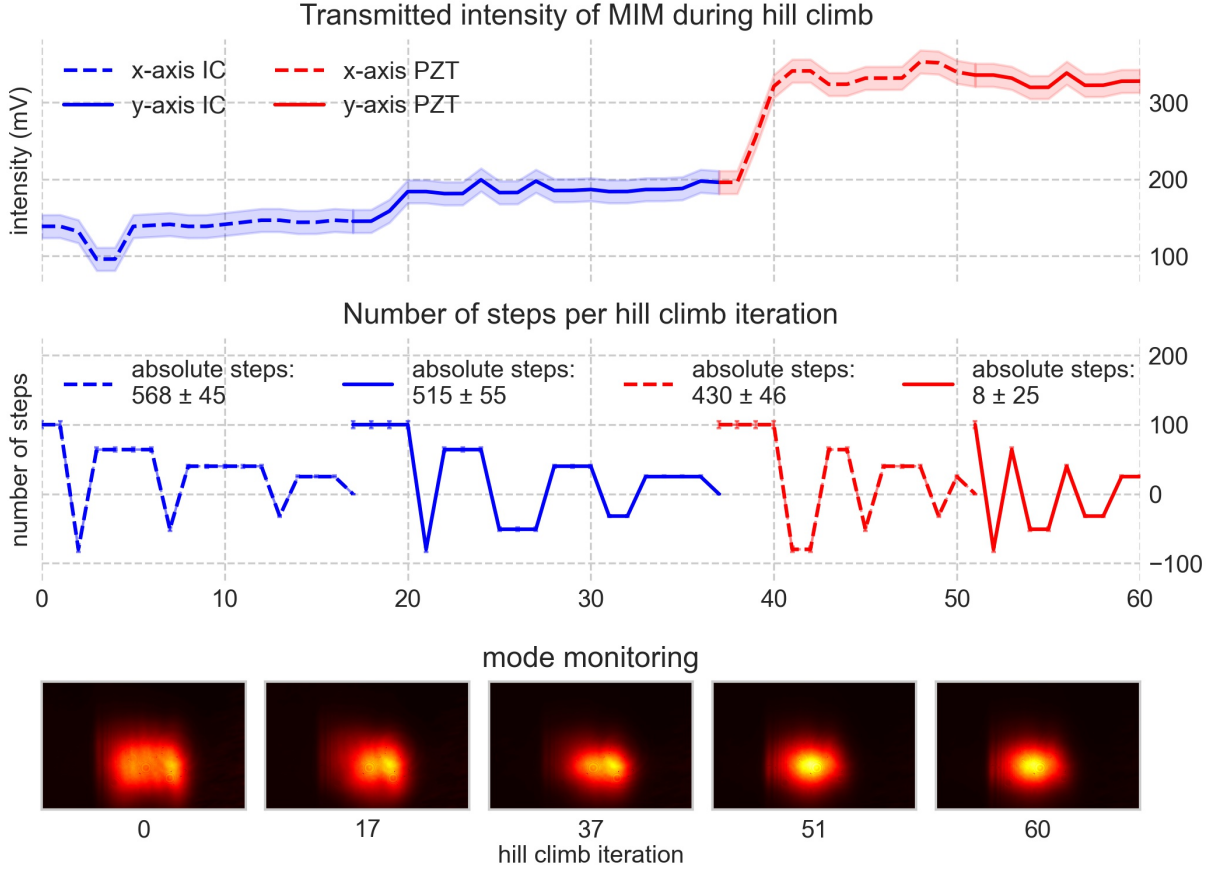 Transmitted intensity of MIM during hill climb
x-axis IC
x-axis PZT
y-axis IC
y-axis PZT
intensity (mV)
300
200
100
Number of steps per hill climb iteration
absolute steps:
568 ± 45
absolute steps:
515 ± 55
absolute steps:
430 ± 46
absolute steps:
8 ± 25
number of steps
200
100
0
−100
0
10
20
30
40
50
60
mode monitoring
0
17
37
51
60
hill climb iteration